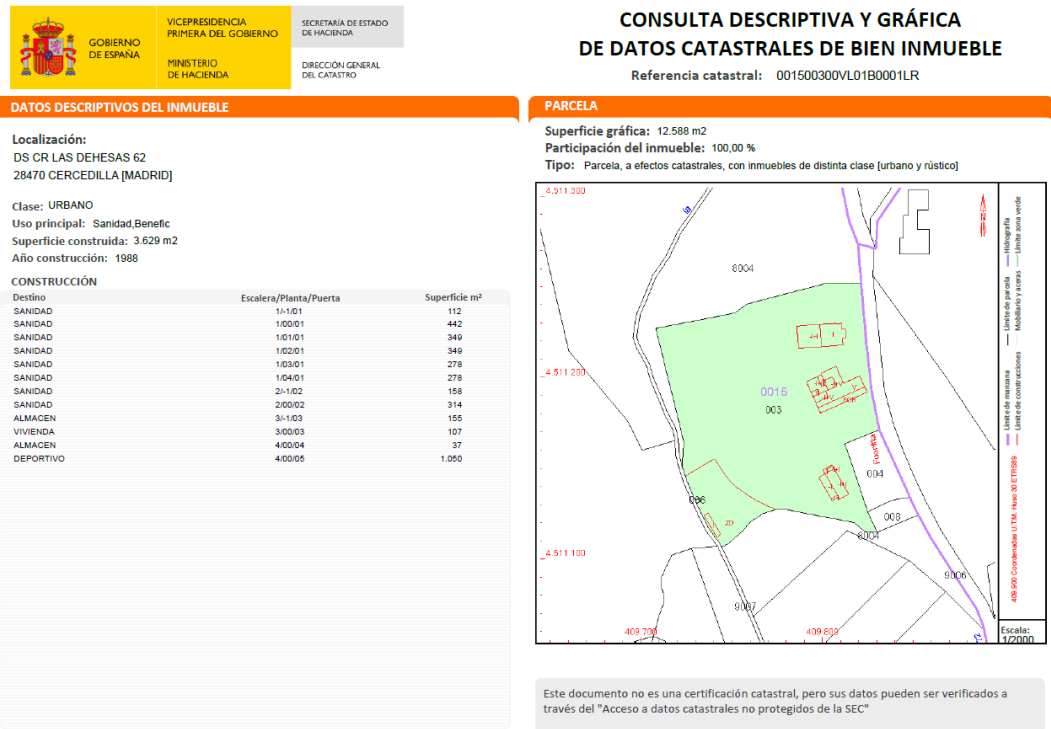 GOBIERNO
DE ESPAÑA
VICEPRESIDENCIA
PRIMERA DEL GOBIERNO
MINISTERIO
DE HACIENDA
SECRETARÍA DE ESTADO
DE HACIENDA
DIRECCIÓN GENERAL
DEL CATASTRO
CONSULTA DESCRIPTIVA Y GRÁFICA
DE DATOS CATASTRALES DE BIEN INMUEBLE
Referencia catastral: 001500300VL01B0001LR
DATOS DESCRIPTIVOS DEL INMUEBLE
Localización:
DS CR LAS DEHESAS 62
28470 CERCEDILLA [MADRID]
Clase: URBANO
Uso principal: Sanidad,Benefic
Superficie construida: 3.629 m2
Año construcción: 1988
CONSTRUCCIÓN
Destino Escalera/Planta/Puerta Superficie m²
SANIDAD 1/-1/01 112
SANIDAD 1/00/01 442
SANIDAD 1/01/01 349
SANIDAD 1/02/01 349
SANIDAD 1/03/01 278
SANIDAD 1/04/01 278
SANIDAD 2/-1/02 158
SANIDAD 2/00/02 314
ALMACEN 3/-1/03 155
VIVIENDA 3/00/03 107
ALMACEN 4/00/04 37
DEPORTIVO 4/00/05 1.050
PARCELA
Superficie gráfica: 12.588 m2
Participación del inmueble: 100,00 %
Tipo: Parcela, a efectos catastrales, con inmuebles de distinta clase [urbano y rústico]
4.511.300
8004
4.511.200
0015
003
004
006
ZD
008
8004
4.511.100
9006
9007
409.700
409.800
Hidrografía
Límite zona verde
Límite de parcela
Mobiliario y aceras
Límite de manzana
Límite de construcciones
409.900 Coordenadas U.T.M. Huso 30 ETRS89
Escala:
1/2000
Este documento no es una certificación catastral, pero sus datos pueden ser verificados a
través del "Acceso a datos catastrales no protegidos de la SEC"